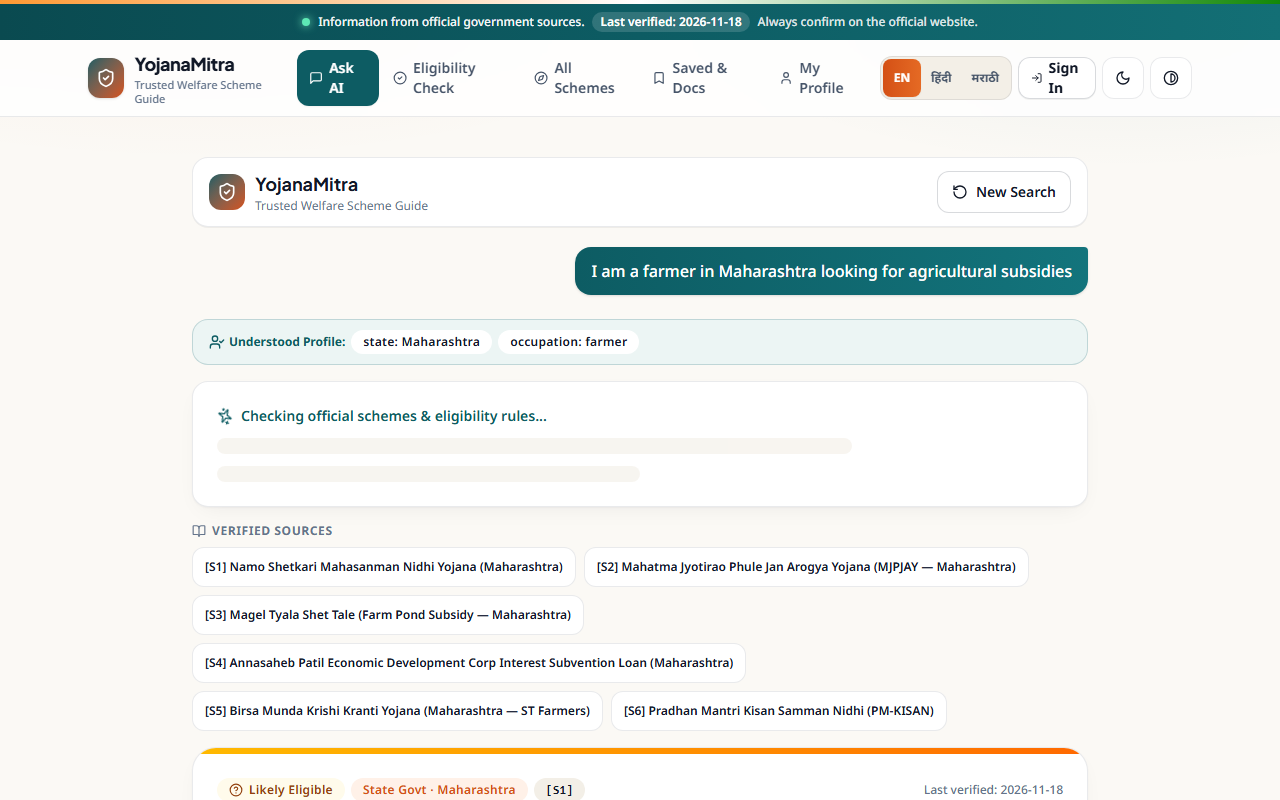 Information from official government sources. Last verified: 2026-11-18 Always confirm on the official website.
YojanaMitra
Trusted Welfare Scheme
Guide
Ask
AI
Eligibility
Check
All
Schemes
Saved &
Docs
My
Profile
EN हिंदी मराठी
Sign
In
YojanaMitra
Trusted Welfare Scheme Guide
New Search
I am a farmer in Maharashtra looking for agricultural subsidies
Understood Profile: state: Maharashtra occupation: farmer
Checking official schemes & eligibility rules...
VERIFIED SOURCES
[S1] Namo Shetkari Mahasanman Nidhi Yojana (Maharashtra) [S2] Mahatma Jyotirao Phule Jan Arogya Yojana (MJPJAY — Maharashtra)
[S3] Magel Tyala Shet Tale (Farm Pond Subsidy — Maharashtra)
[S4] Annasaheb Patil Economic Development Corp Interest Subvention Loan (Maharashtra)
[S5] Birsa Munda Krishi Kranti Yojana (Maharashtra — ST Farmers) [S6] Pradhan Mantri Kisan Samman Nidhi (PM-KISAN)
Likely Eligible State Govt · Maharashtra [S1] Last verified: 2026-11-18